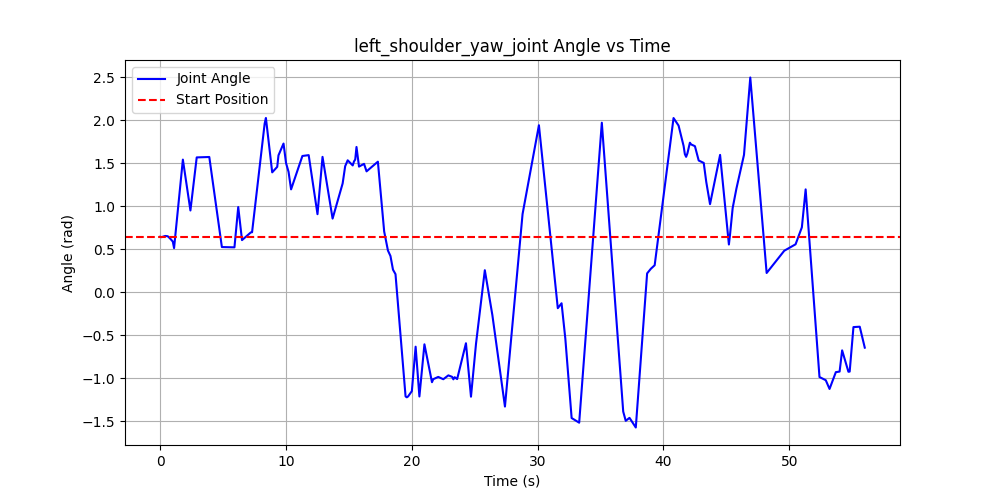 left_shoulder_yaw_joint Angle vs Time
Joint Angle
Start Position
Angle (rad)
2.5
2.0
1.5
1.0
0.5
0.0
−0.5
−1.0
−1.5
0 10 20 30 40 50
Time (s)